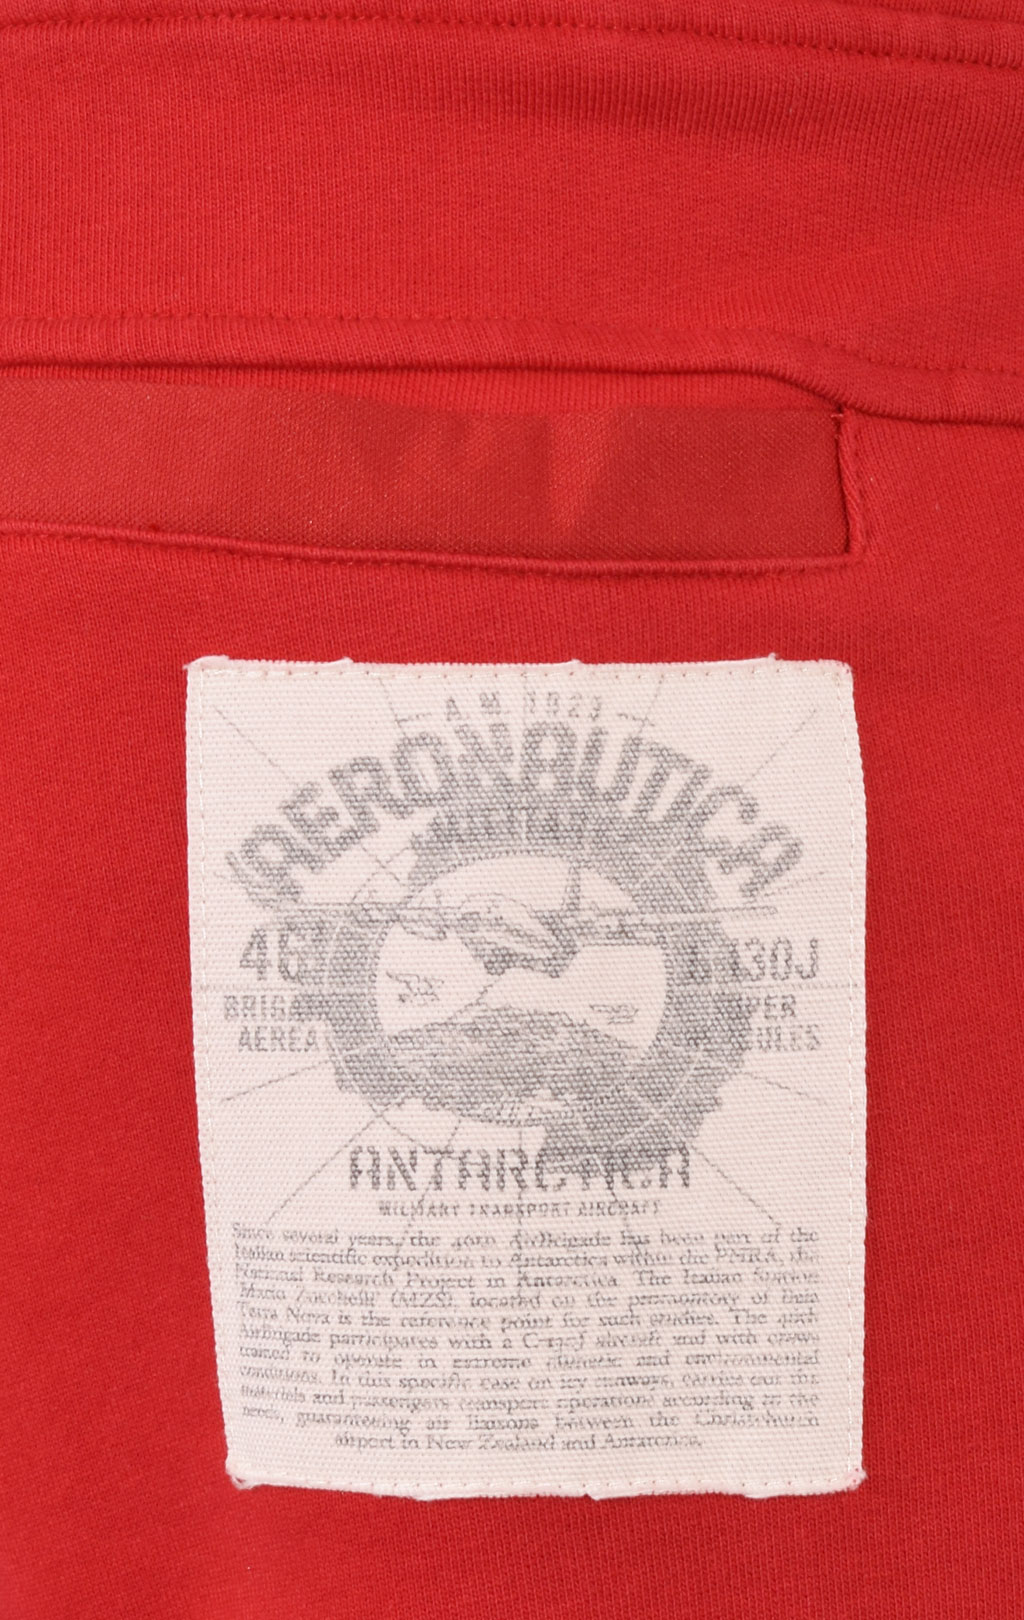 A.M. 1923
AERONAUTICA
MILITARE
46ª
BRIGATA
AEREA
C-130J
SUPER
HERCULES
ANTARCTICA
MILITARY TRANSPORT AIRCRAFT
Since several years, the 46th AirBrigade has been part of the
Italian scientific expedition to Antarctica within the PNRA, the
National Research Project in Antarctica. The Italian Station
Mario Zucchelli (MZS), located on the promontory of Baia
Terra Nova is the reference point for such studies. The 46th
AirBrigade participates with a C-130J aircraft and with crews
trained to operate in extreme climatic and environmental
conditions. In this specific case on icy runways, carries out the
materials and passengers transport operations according to the
needs, guaranteeing air liaisons between the Christchurch
airport in New Zealand and Antarctica.